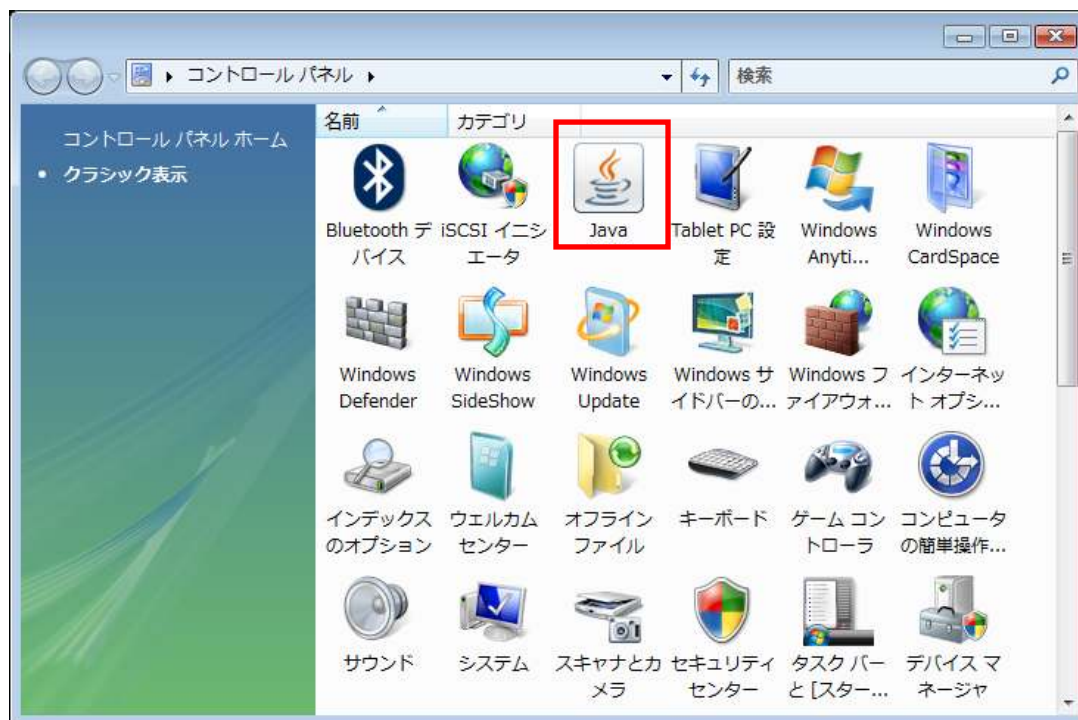 コントロール パネル
検索
コントロール パネル ホーム
• クラシック表示
名前 カテゴリ
Bluetooth デ
バイス
iSCSI イニシ
エータ
Java
Tablet PC 設
定
Windows
Anyti...
Windows
CardSpace
Windows
Defender
Windows
SideShow
Windows
Update
Windows サ
イドバーの...
Windows フ
ァイアウォ...
インターネッ
ト オプシ...
インデックス
のオプション
ウェルカム
センター
オフライン
ファイル
キーボード
ゲーム コン
トローラ
コンピュータ
の簡単操作...
サウンド
システム
スキャナとカ
メラ
セキュリティ
センター
タスク バー
と [スター...
デバイス マ
ネージャ